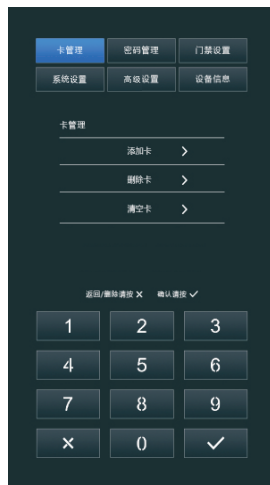 卡管理 密码管理 门禁设置
系统设置 高级设置 设备信息
卡管理
添加卡 >
删除卡 >
清空卡 >
返回/删除请按 ✕ 确认请按 ✓
1 2 3
4 5 6
7 8 9
✕ 0 ✓